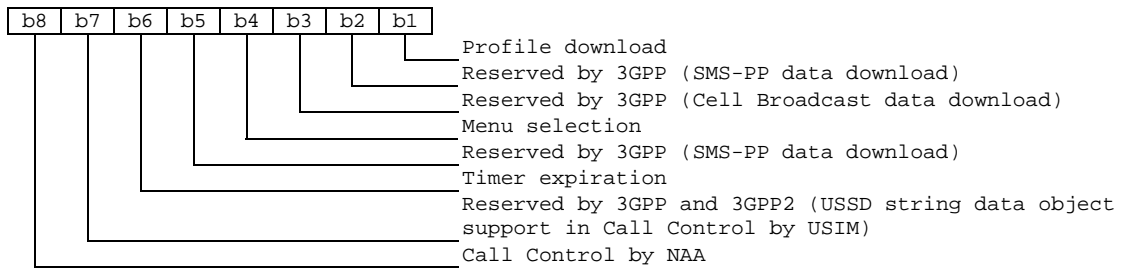 b8 b7 b6 b5 b4 b3 b2 b1
Profile download
Reserved by 3GPP (SMS-PP data download)
Reserved by 3GPP (Cell Broadcast data download)
Menu selection
Reserved by 3GPP (SMS-PP data download)
Timer expiration
Reserved by 3GPP and 3GPP2 (USSD string data object
support in Call Control by USIM)
Call Control by NAA